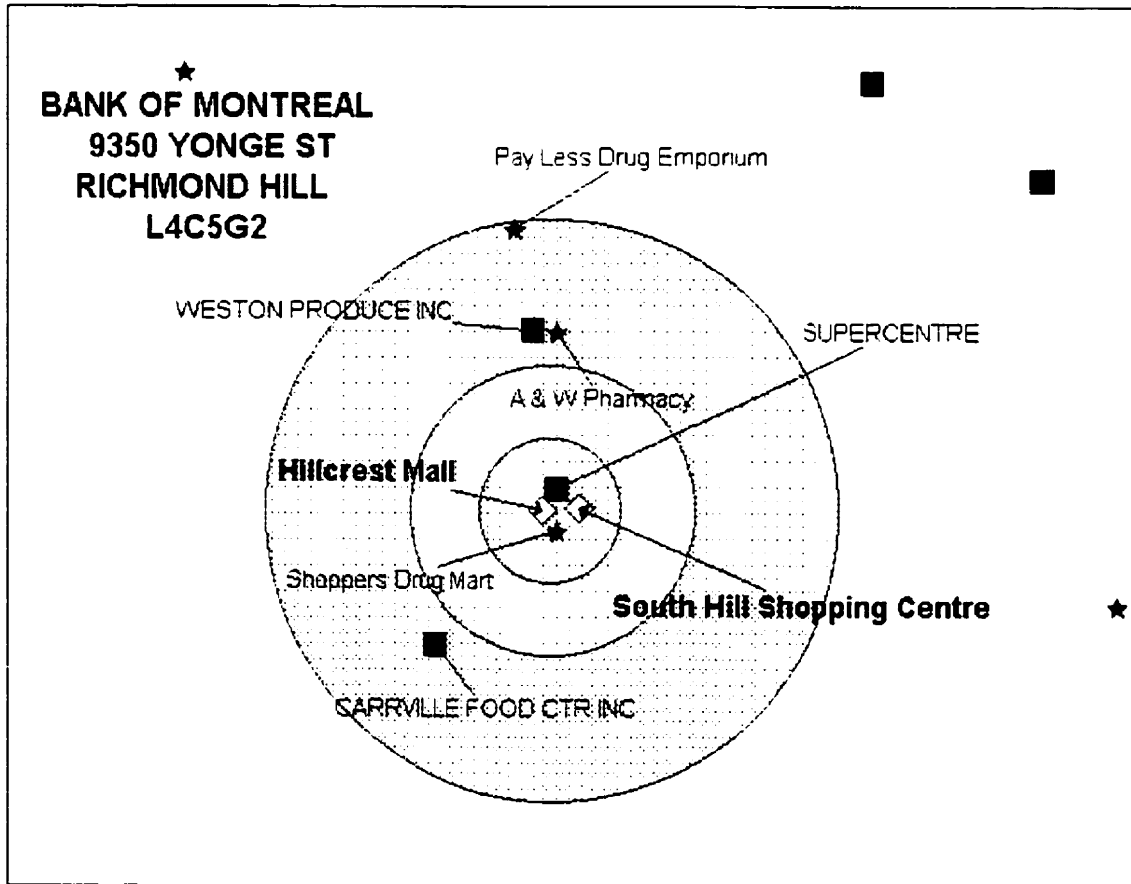 BANK OF MONTREAL
9350 YONGE ST
RICHMOND HILL
L4C5G2
Pay Less Drug Emporium
WESTON PRODUCE INC
SUPERCENTRE
A & W Pharmacy
Hillcrest Mall
Shoppers Drug Mart
South Hill Shopping Centre
CARRVILLE FOOD CTR INC